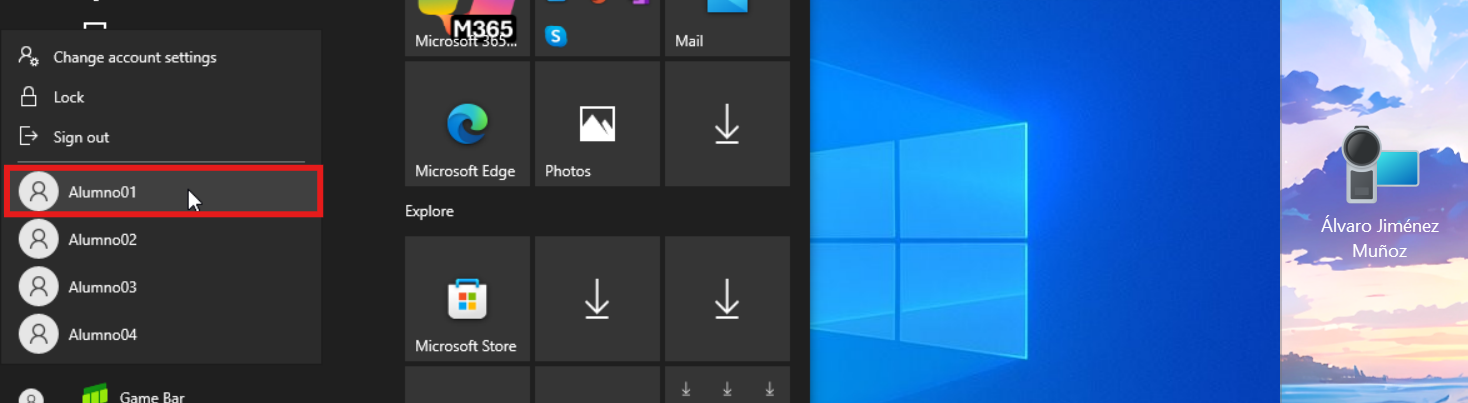 Change account settings
Lock
Sign out
Alumno01
Alumno02
Alumno03
Alumno04
Game Bar
M365
Microsoft 365...
Mail
Microsoft Edge
Photos
Explore
Microsoft Store
Álvaro Jiménez
Muñoz